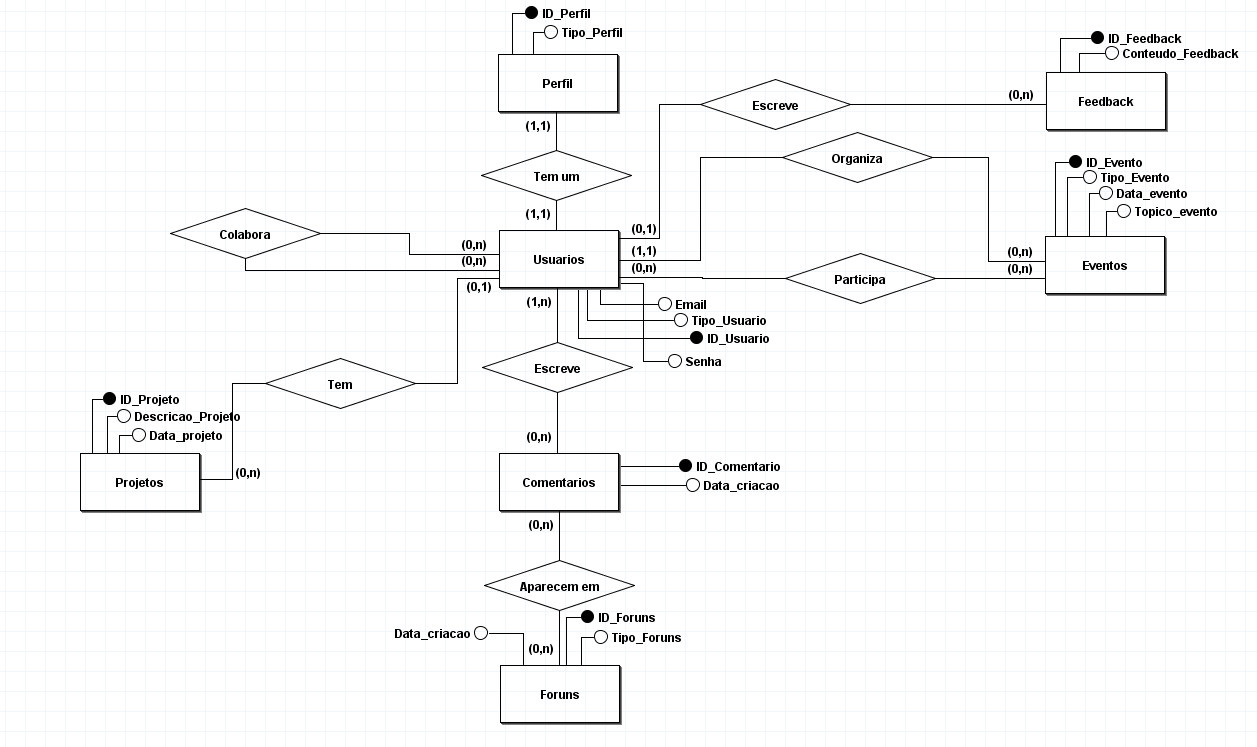 ID_Perfil
Tipo_Perfil
Perfil
(1,1)
Tem um
(1,1)
ID_Feedback
Conteudo_Feedback
Feedback
(0,n)
Escreve
(0,1)
Organiza
(1,1)
(0,n)
ID_Evento
Tipo_Evento
Data_evento
Topico_evento
Eventos
(0,n)
(0,n)
Participa
Colabora
(0,n)
(0,n)
(0,1)
Usuarios
(1,n)
Email
Tipo_Usuario
ID_Usuario
Senha
Escreve
(0,n)
Tem
ID_Projeto
Descricao_Projeto
Data_projeto
(0,n)
Projetos
Comentarios
ID_Comentario
Data_criacao
(0,n)
Aparecem em
Data_criacao
ID_Foruns
Tipo_Foruns
(0,n)
Foruns